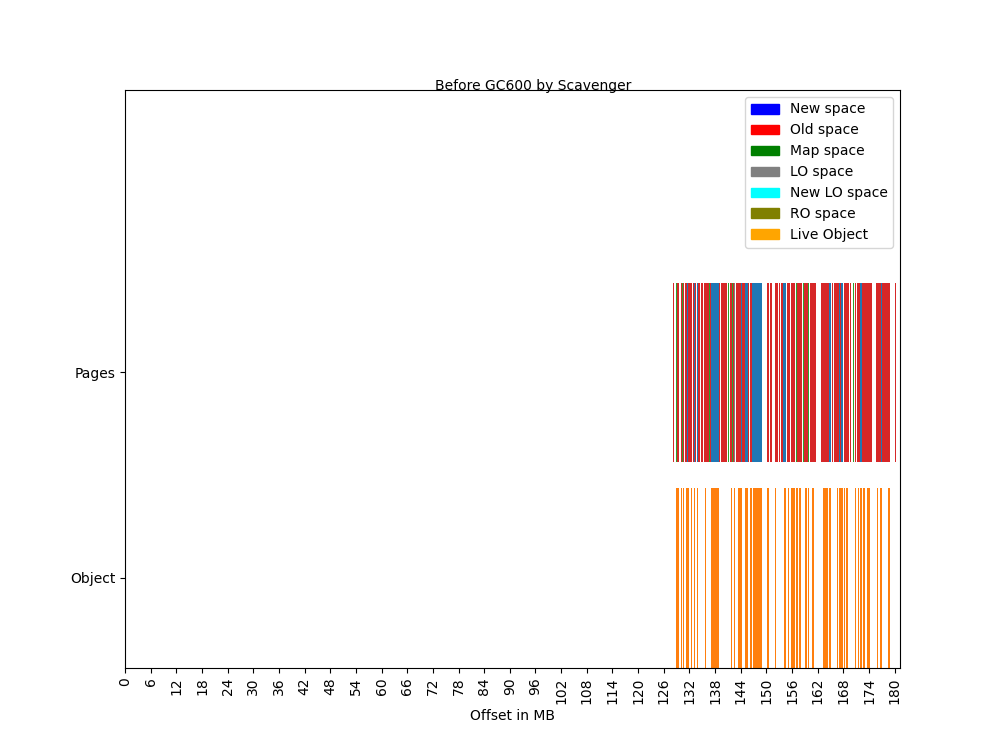 Before GC600 by Scavenger
New space
Old space
Map space
LO space
New LO space
RO space
Live Object
Pages
Object
0 6 12 18 24 30 36 42 48 54 60 66 72 78 84 90 96 102 108 114 120 126 132 138 144 150 156 162 168 174 180
Offset in MB